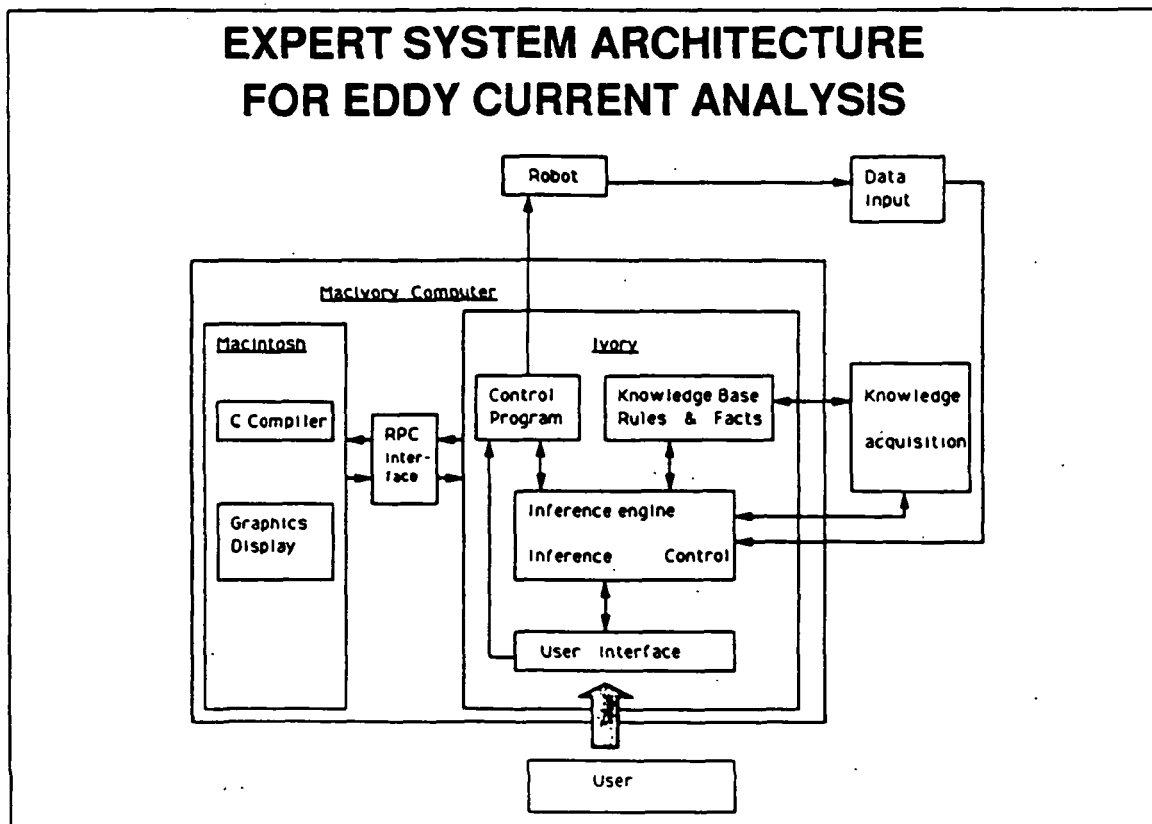 EXPERT SYSTEM ARCHITECTURE
FOR EDDY CURRENT ANALYSIS
Robot
Data
Input
MacIvory Computer
Macintosh
C Compiler
Graphics
Display
RPC
Inter-
face
Ivory
Control
Program
Knowledge Base
Rules & Facts
Inference engine
Inference Control
User Interface
Knowledge
acquisition
User